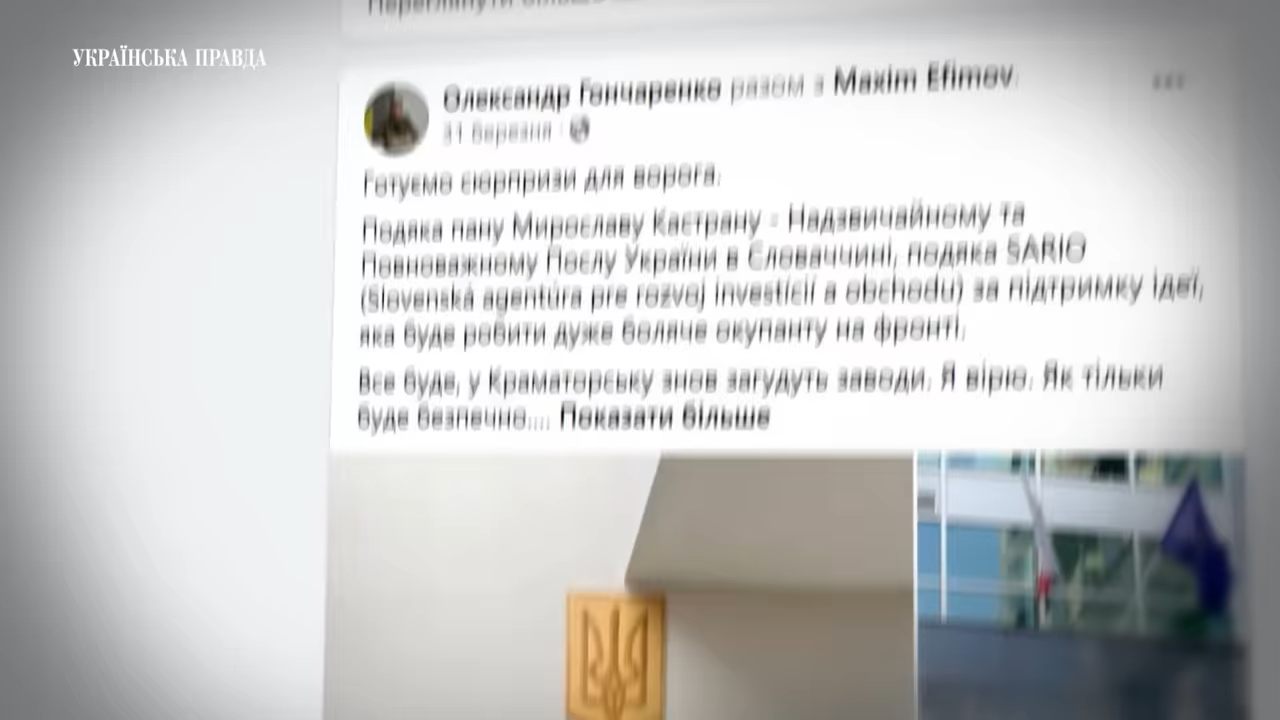 Переглянути більше
УКРАЇНСЬКА ПРАВДА
Олександр Гончаренко разом з Maxim Efimov.
31 березня
Готуємо сюрпризи для ворога.
Подяка пану Мирославу Кастрану - Надзвичайному та
Повноважному Послу України в Словаччині, подяка SARIO
(Slovenská agentúra pre rozvoj investícií a obchodu) за підтримку ідеї,
яка буде робити дуже боляче окупанту на фронті.
Все буде, у Краматорську знов загудуть заводи. Я вірю. Як тільки
буде безпечно.... Показати більше